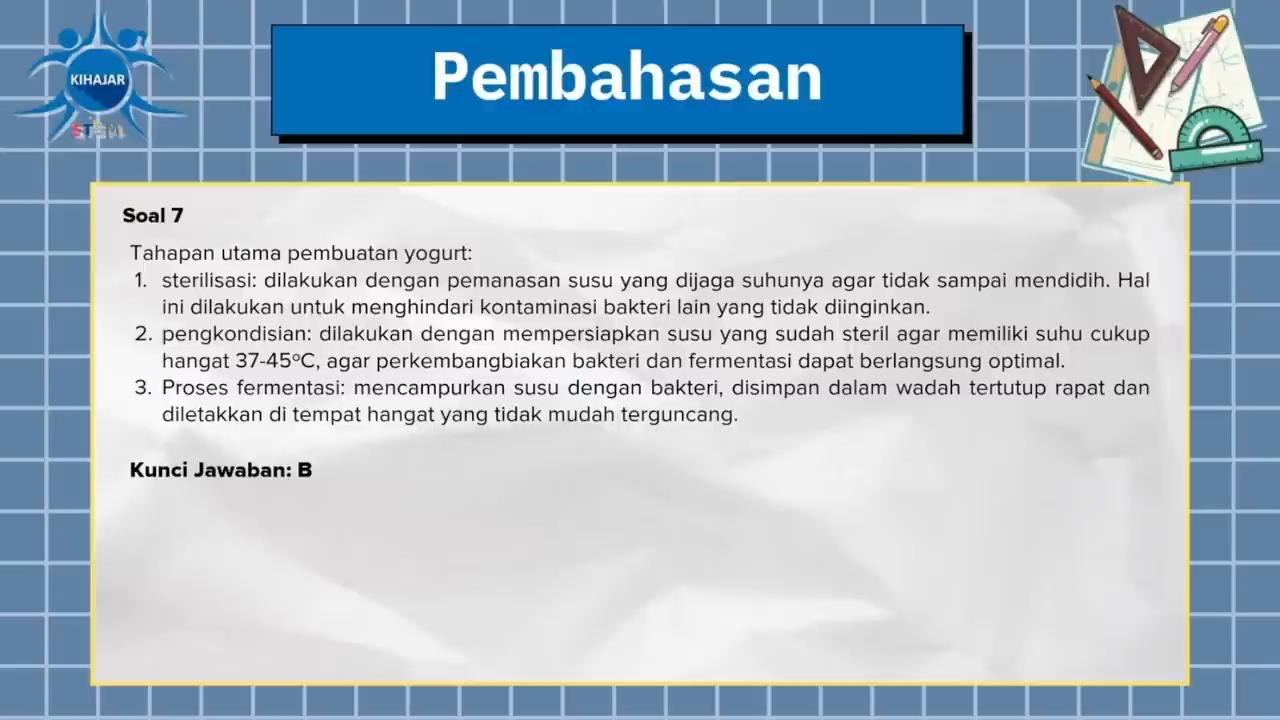 KIHAJAR
STEM
Pembahasan
Soal 7
Tahapan utama pembuatan yogurt:
1. sterilisasi: dilakukan dengan pemanasan susu yang dijaga suhunya agar tidak sampai mendidih. Hal
ini dilakukan untuk menghindari kontaminasi bakteri lain yang tidak diinginkan.
2. pengkondisian: dilakukan dengan mempersiapkan susu yang sudah steril agar memiliki suhu cukup
hangat 37-45°C, agar perkembangbiakan bakteri dan fermentasi dapat berlangsung optimal.
3. Proses fermentasi: mencampurkan susu dengan bakteri, disimpan dalam wadah tertutup rapat dan
diletakkan di tempat hangat yang tidak mudah terguncang.
Kunci Jawaban: B